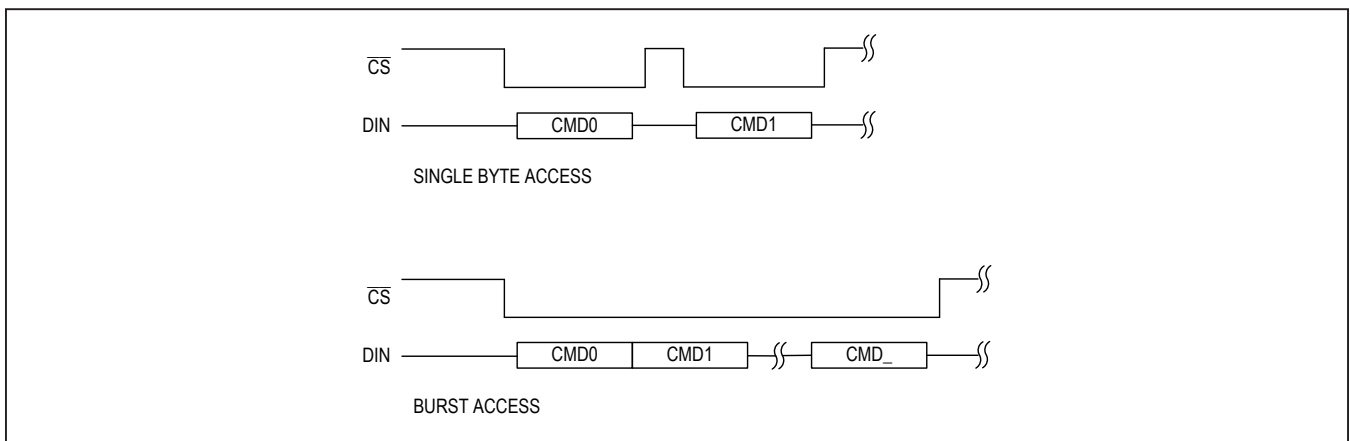 CS
DIN CMD0 CMD1
SINGLE BYTE ACCESS
CS
DIN CMD0 CMD1 CMD_
BURST ACCESS